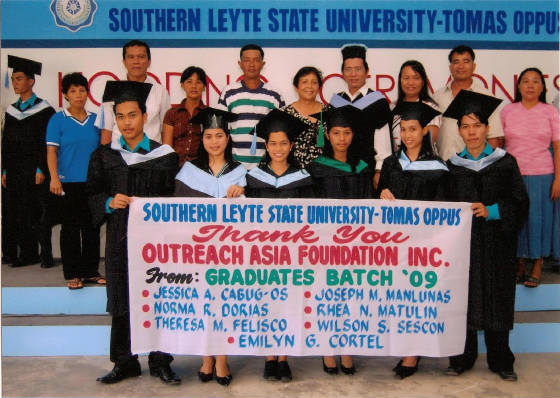 SOUTHERN LEYTE STATE UNIVERSITY-TOMAS OPPUS
SOUTHERN LEYTE STATE UNIVERSITY-TOMAS OPPUS
Thank You
OUTREACH ASIA FOUNDATION INC.
From: GRADUATES BATCH '09
• JESSICA A. CABUG-OS
• NORMA R. DORIAS
• THERESA M. FELISCO
• JOSEPH M. MANLUNAS
• RHEA N. MATULIN
• WILSON S. SESCON
• EMILYN G. CORTEL